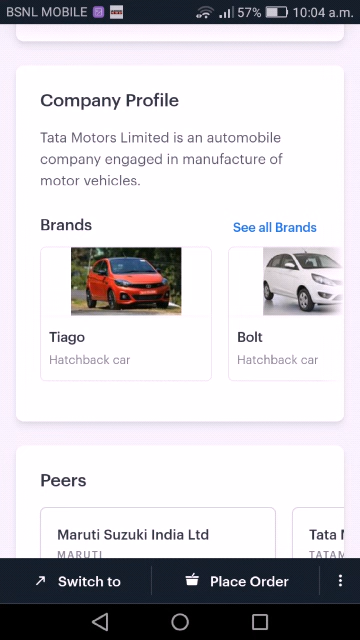 BSNL MOBILE 57% 10:04 a.m.
Company Profile
Tata Motors Limited is an automobile
company engaged in manufacture of
motor vehicles.
Brands See all Brands
Tiago Bolt
Hatchback car Hatchback car
Peers
Maruti Suzuki India Ltd Tata M
MARUTI TATAM
Switch to Place Order